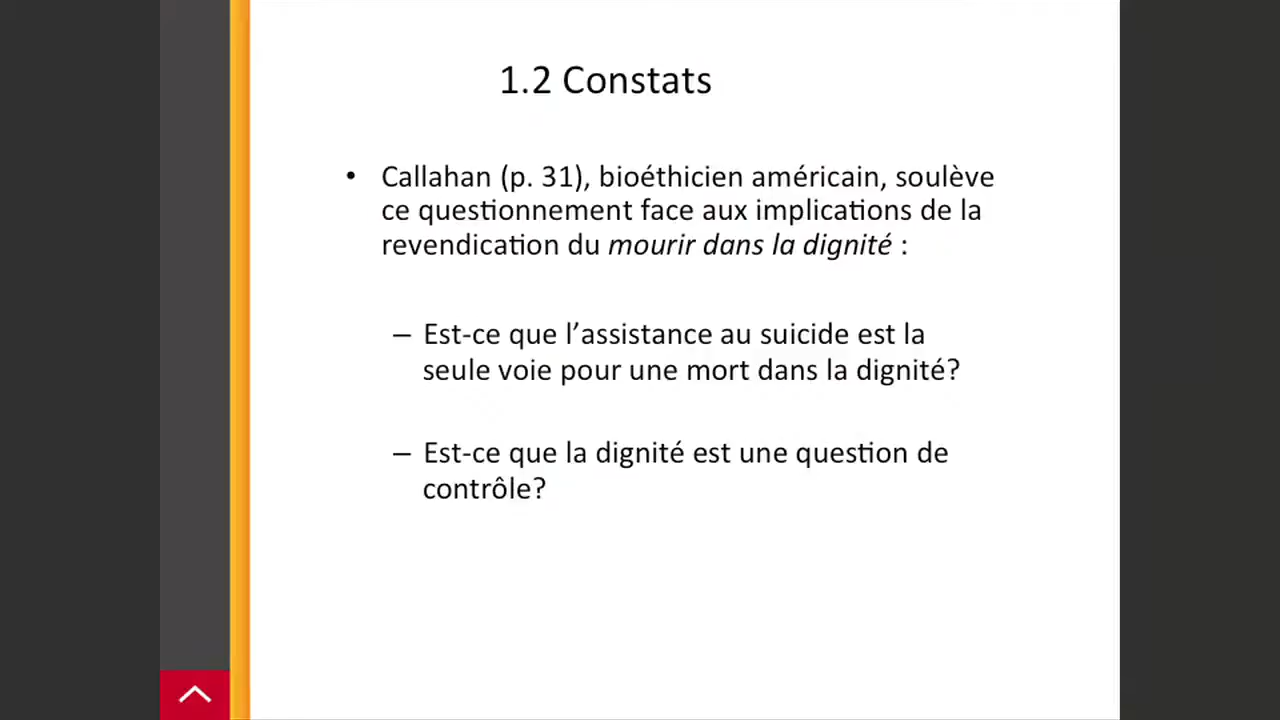 1.2 Constats
• Callahan (p. 31), bioéthicien américain, soulève
ce questionnement face aux implications de la
revendication du mourir dans la dignité :
– Est-ce que l’assistance au suicide est la
seule voie pour une mort dans la dignité?
– Est-ce que la dignité est une question de
contrôle?